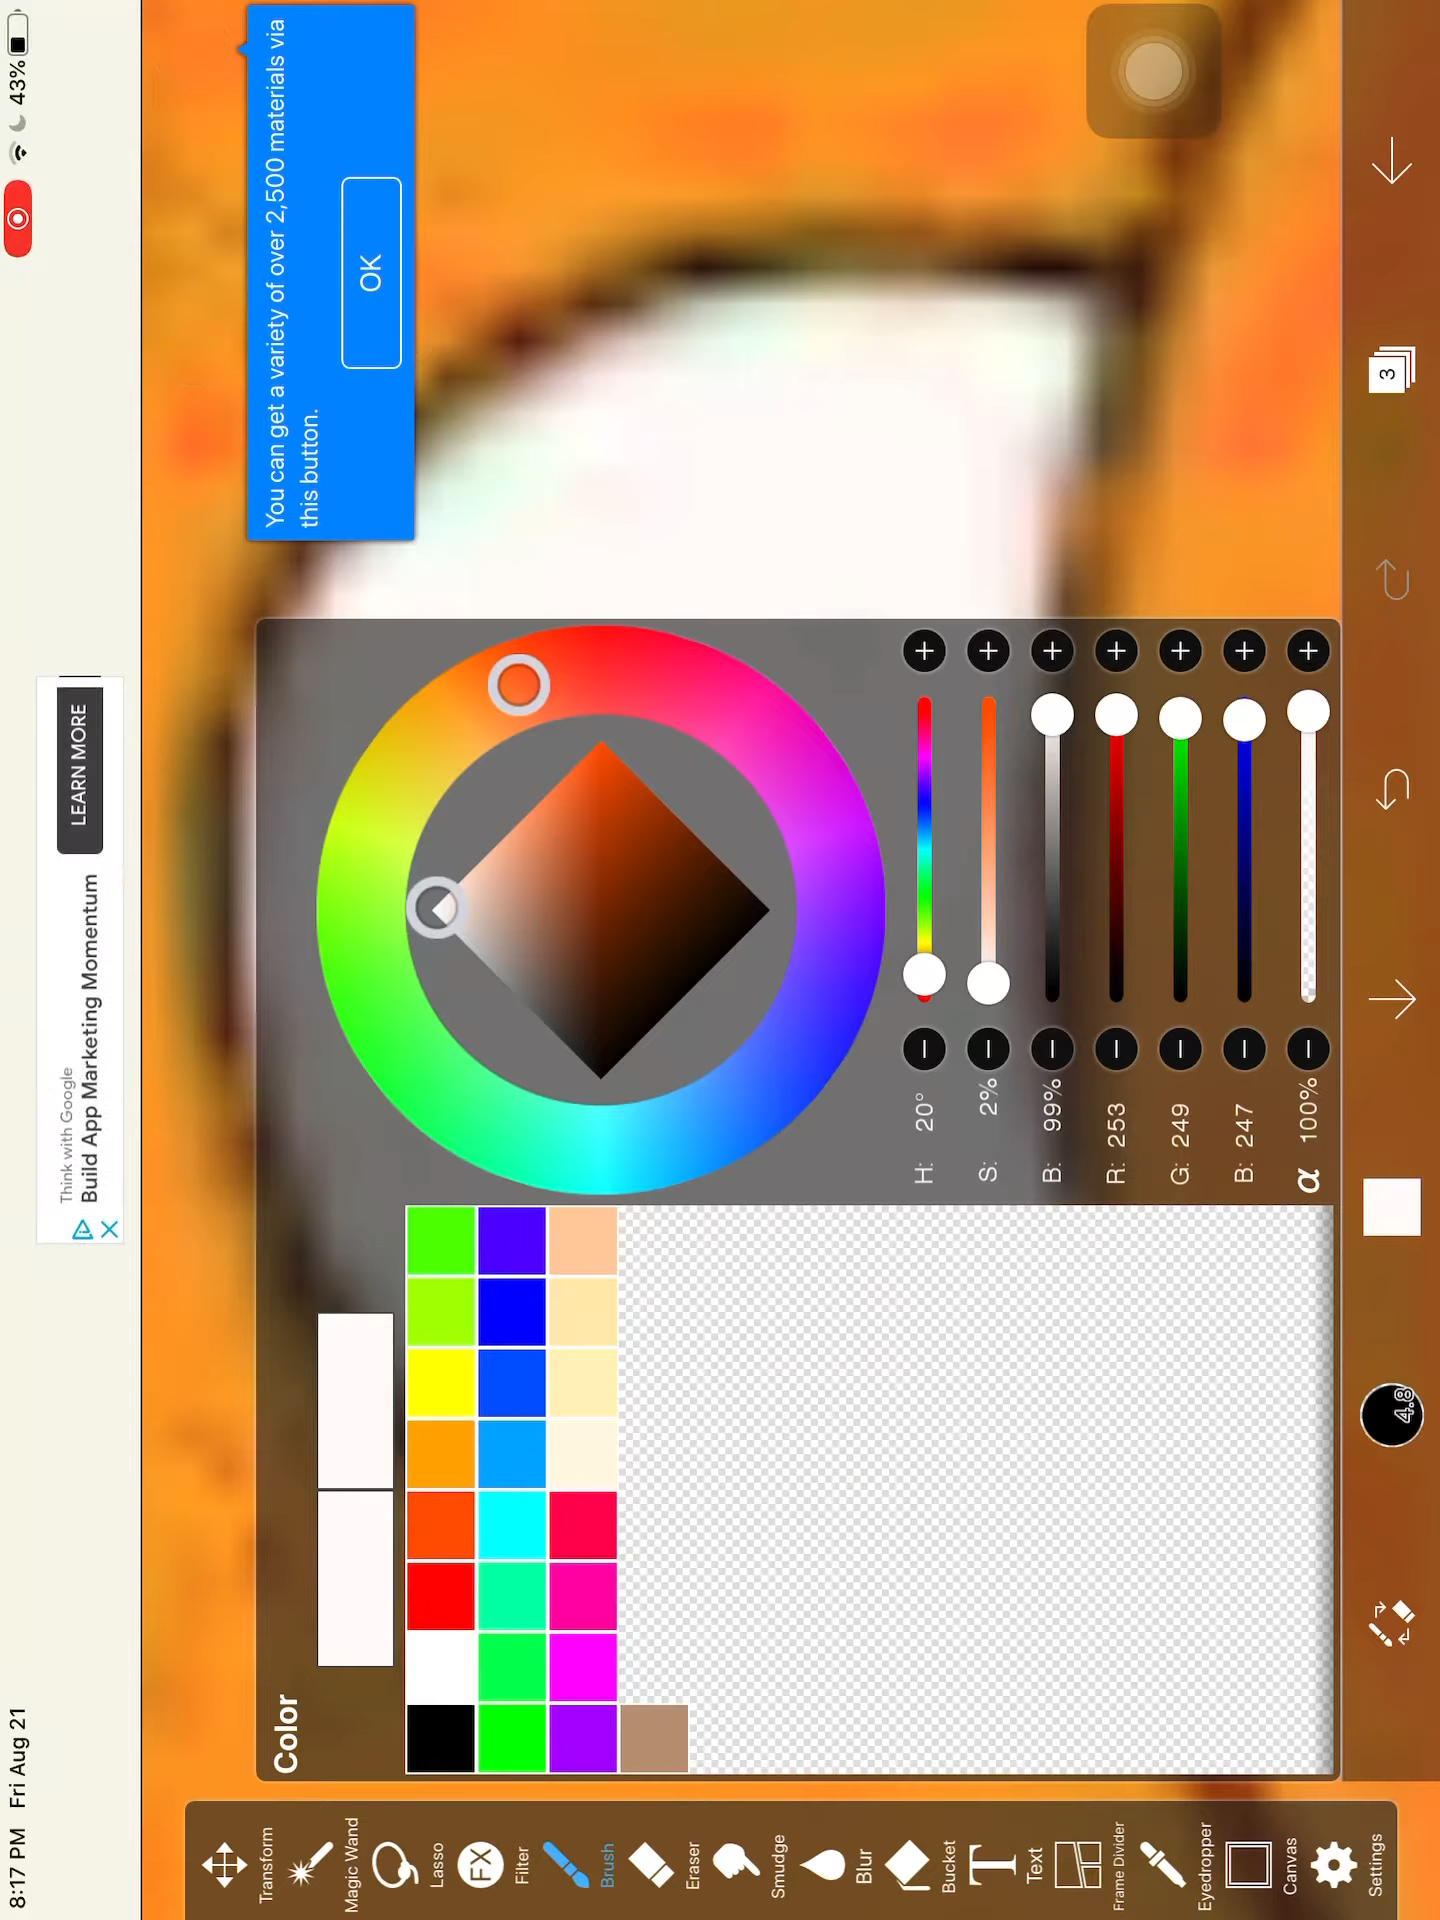 8:17 PM Fri Aug 21
43%
Think with Google
Build App Marketing Momentum
LEARN MORE
You can get a variety of over 2,500 materials via
this button.
OK
Transform
Magic Wand
Lasso
FX
Filter
Brush
Eraser
Smudge
Blur
Bucket
T
Text
Frame Divider
Eyedropper
Canvas
Settings
Color
H: 20°
S: 2%
B: 99%
R: 253
G: 249
B: 247
α 100%
4.8
3